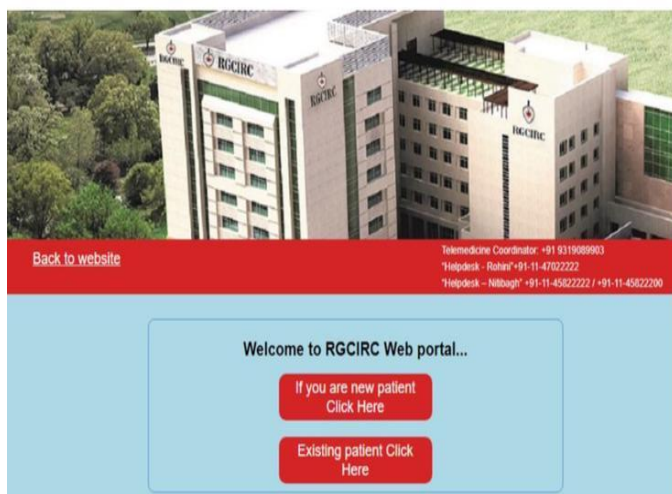 RGCIRC
RGCIRC
RGCIRC
RGCIRC
Back to website
Telemedicine Coordinator: +91 9319089903
"Helpdesk - Rohini"+91-11-47022222
"Helpdesk – Nitibagh" +91-11-45822222 / +91-11-45822200
Welcome to RGCIRC Web portal...
If you are new patient
Click Here
Existing patient Click
Here